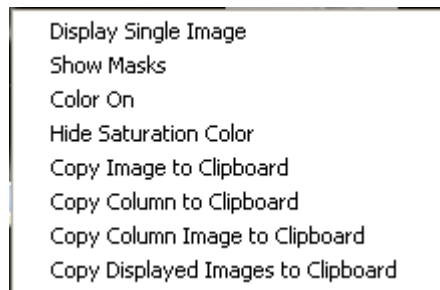 Display Single Image
Show Masks
Color On
Hide Saturation Color
Copy Image to Clipboard
Copy Column to Clipboard
Copy Column Image to Clipboard
Copy Displayed Images to Clipboard